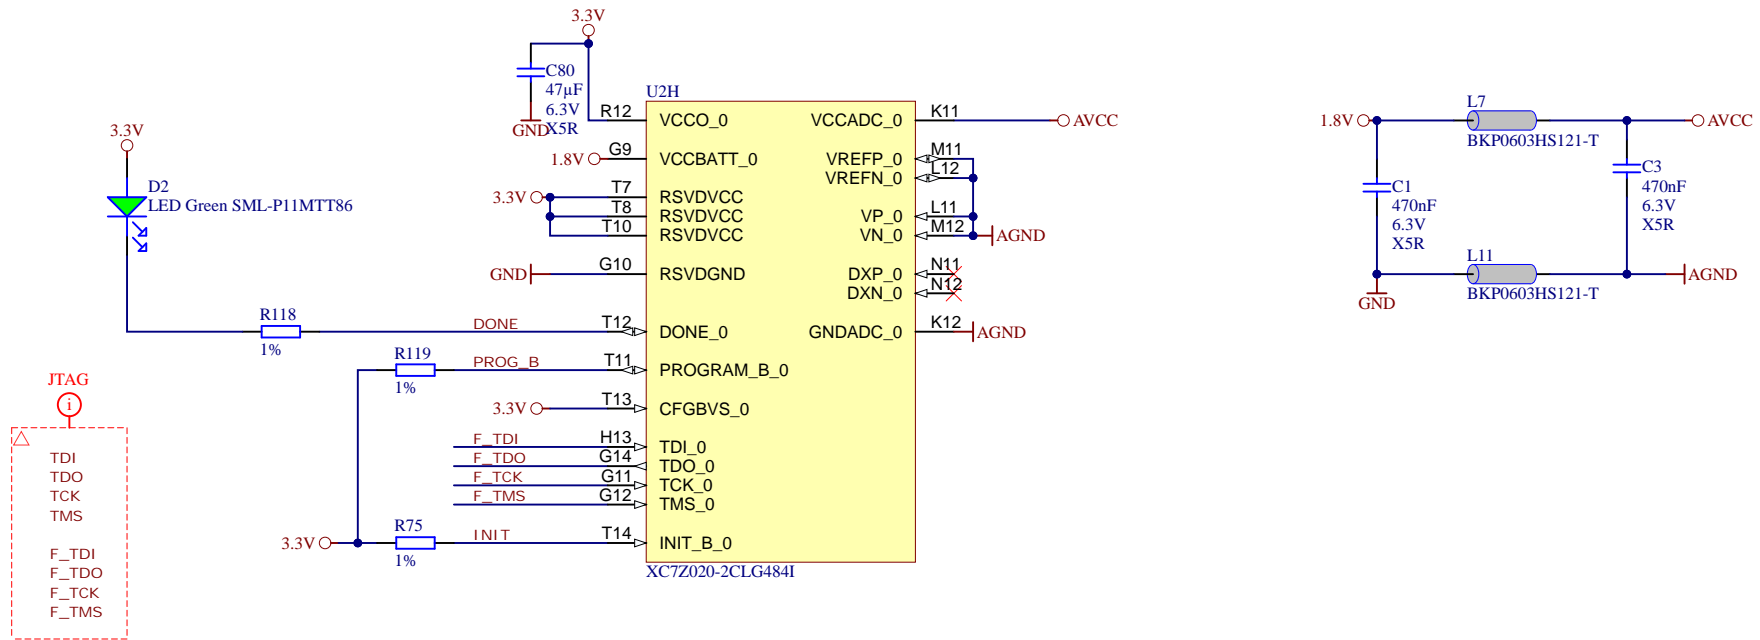 3.3V
C80
47µF
6.3V
X5R
GND
U2H
R12
VCCO_0
VCCADC_0
K11
AVCC
1.8V
G9
VCCBATT_0
VREFP_0
M11
VREFN_0
L12
3.3V
T7
RSVDVCC
T8
RSVDVCC
T10
RSVDVCC
VP_0
L11
VN_0
M12
AGND
GND
G10
RSVDGND
DXP_0
N11
DXN_0
N12
3.3V
D2
LED Green SML-P11MTT86
R118
1%
DONE
T12
DONE_0
GNDADC_0
K12
AGND
R119
1%
PROG_B
T11
PROGRAM_B_0
3.3V
T13
CFGBVS_0
F_TDI
H13
TDI_0
F_TDO
G14
TDO_0
F_TCK
G11
TCK_0
F_TMS
G12
TMS_0
3.3V
R75
1%
INIT
T14
INIT_B_0
XC7Z020-2CLG484I
JTAG
i
TDI
TDO
TCK
TMS
F_TDI
F_TDO
F_TCK
F_TMS
1.8V
L7
BKP0603HS121-T
AVCC
C1
470nF
6.3V
X5R
C3
470nF
6.3V
X5R
L11
BKP0603HS121-T
GND
AGND